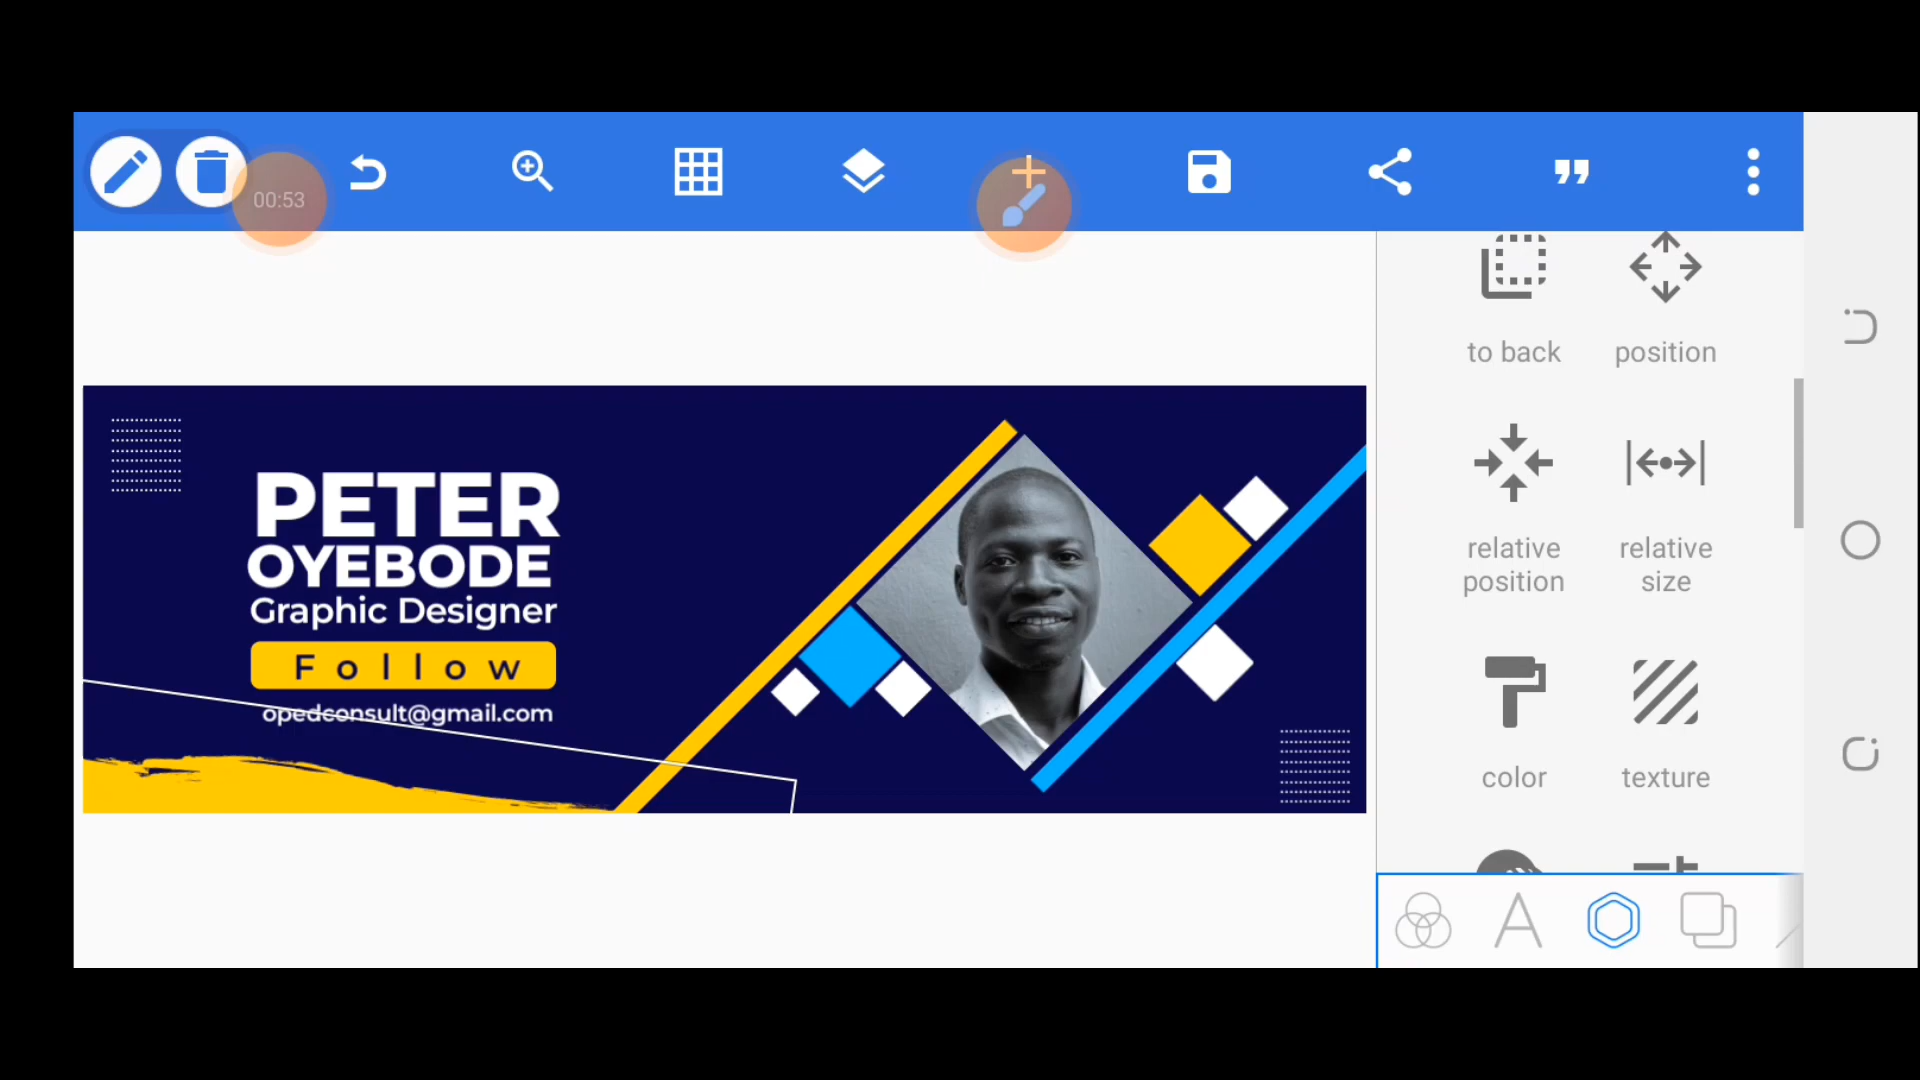 00:53
to back
position
PETER
OYEBODE
Graphic Designer
Follow
opedconsult@gmail.com
relative
position
relative
size
color
texture